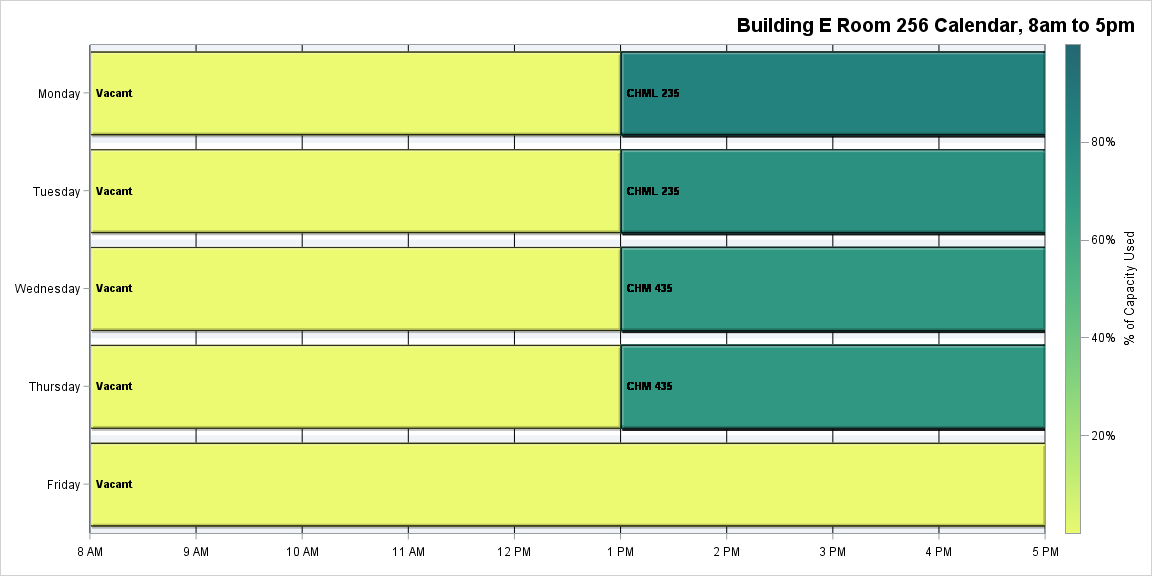 Building E Room 256 Calendar, 8am to 5pm
Monday
Vacant
CHML 235
Tuesday
Vacant
CHML 235
Wednesday
Vacant
CHM 435
Thursday
Vacant
CHM 435
Friday
Vacant
8 AM
9 AM
10 AM
11 AM
12 PM
1 PM
2 PM
3 PM
4 PM
5 PM
80%
60%
40%
20%
% of Capacity Used